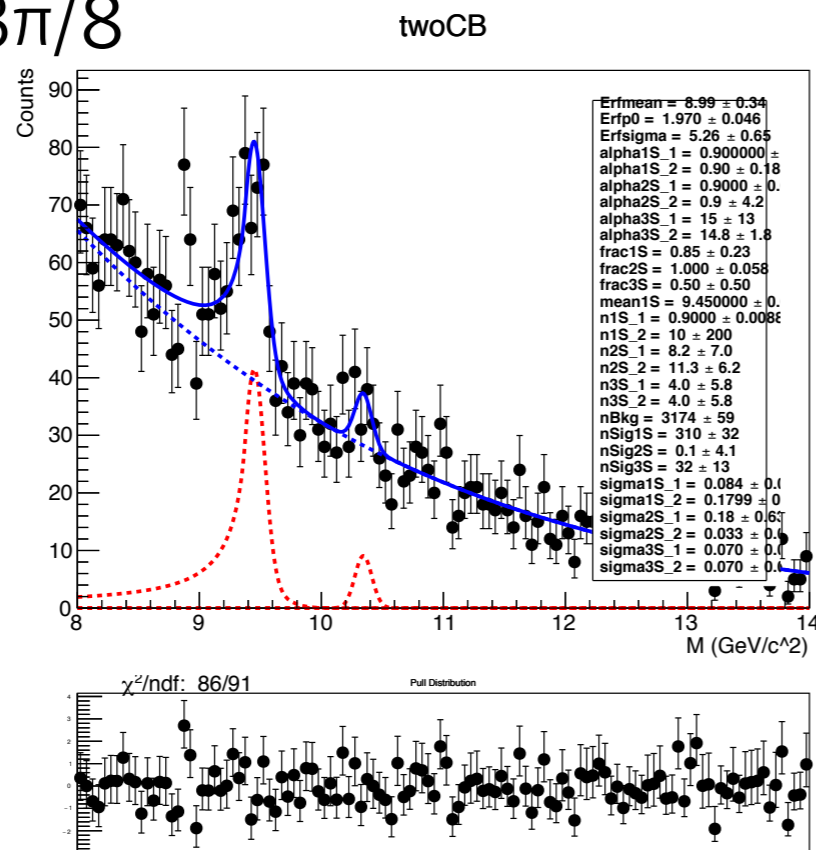 3π/8
twoCB
Counts
90
80
70
60
50
40
30
20
10
0
8 9 10 11 12 13 14
M (GeV/c^2)
Erfmean = 8.99 ± 0.34
Erfp0 = 1.970 ± 0.046
Erfsigma = 5.26 ± 0.65
alpha1S_1 = 0.900000 ±
alpha1S_2 = 0.90 ± 0.18
alpha2S_1 = 0.9000 ± 0.
alpha2S_2 = 0.9 ± 4.2
alpha3S_1 = 15 ± 13
alpha3S_2 = 14.8 ± 1.8
frac1S = 0.85 ± 0.23
frac2S = 1.000 ± 0.058
frac3S = 0.50 ± 0.50
mean1S = 9.450000 ± 0.
n1S_1 = 0.9000 ± 0.0088
n1S_2 = 10 ± 200
n2S_1 = 8.2 ± 7.0
n2S_2 = 11.3 ± 6.2
n3S_1 = 4.0 ± 5.8
n3S_2 = 4.0 ± 5.8
nBkg = 3174 ± 59
nSig1S = 310 ± 32
nSig2S = 0.1 ± 4.1
nSig3S = 32 ± 13
sigma1S_1 = 0.084 ± 0.
sigma1S_2 = 0.1799 ± 0
sigma2S_1 = 0.18 ± 0.6
sigma2S_2 = 0.033 ± 0.
sigma3S_1 = 0.070 ± 0.
sigma3S_2 = 0.070 ± 0.
χ²/ndf: 86/91
Pull Distribution
4
3
2
1
0
−1
−2